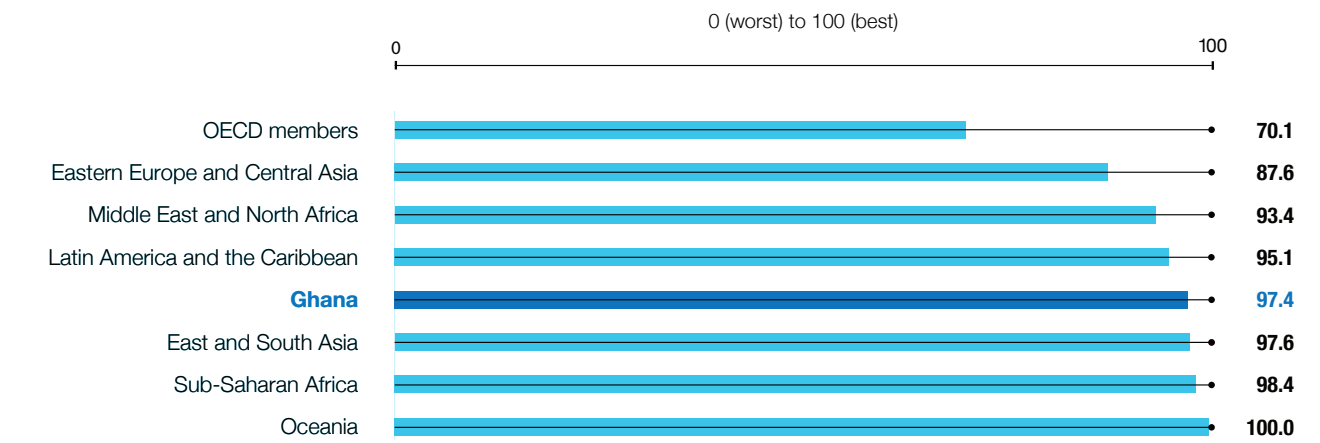 0 (worst) to 100 (best)
0 100
OECD members 70.1
Eastern Europe and Central Asia 87.6
Middle East and North Africa 93.4
Latin America and the Caribbean 95.1
Ghana 97.4
East and South Asia 97.6
Sub-Saharan Africa 98.4
Oceania 100.0